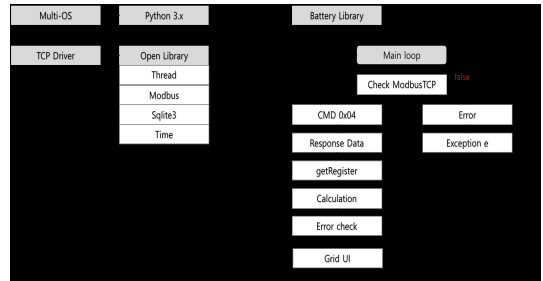 Multi-OS
Python 3.x
Battery Library
TCP Driver
Open Library
Thread
Modbus
Sqlite3
Time
Main loop
Check ModbusTCP
false
CMD 0x04
Error
Response Data
Exception e
getRegister
Calculation
Error check
Grid UI